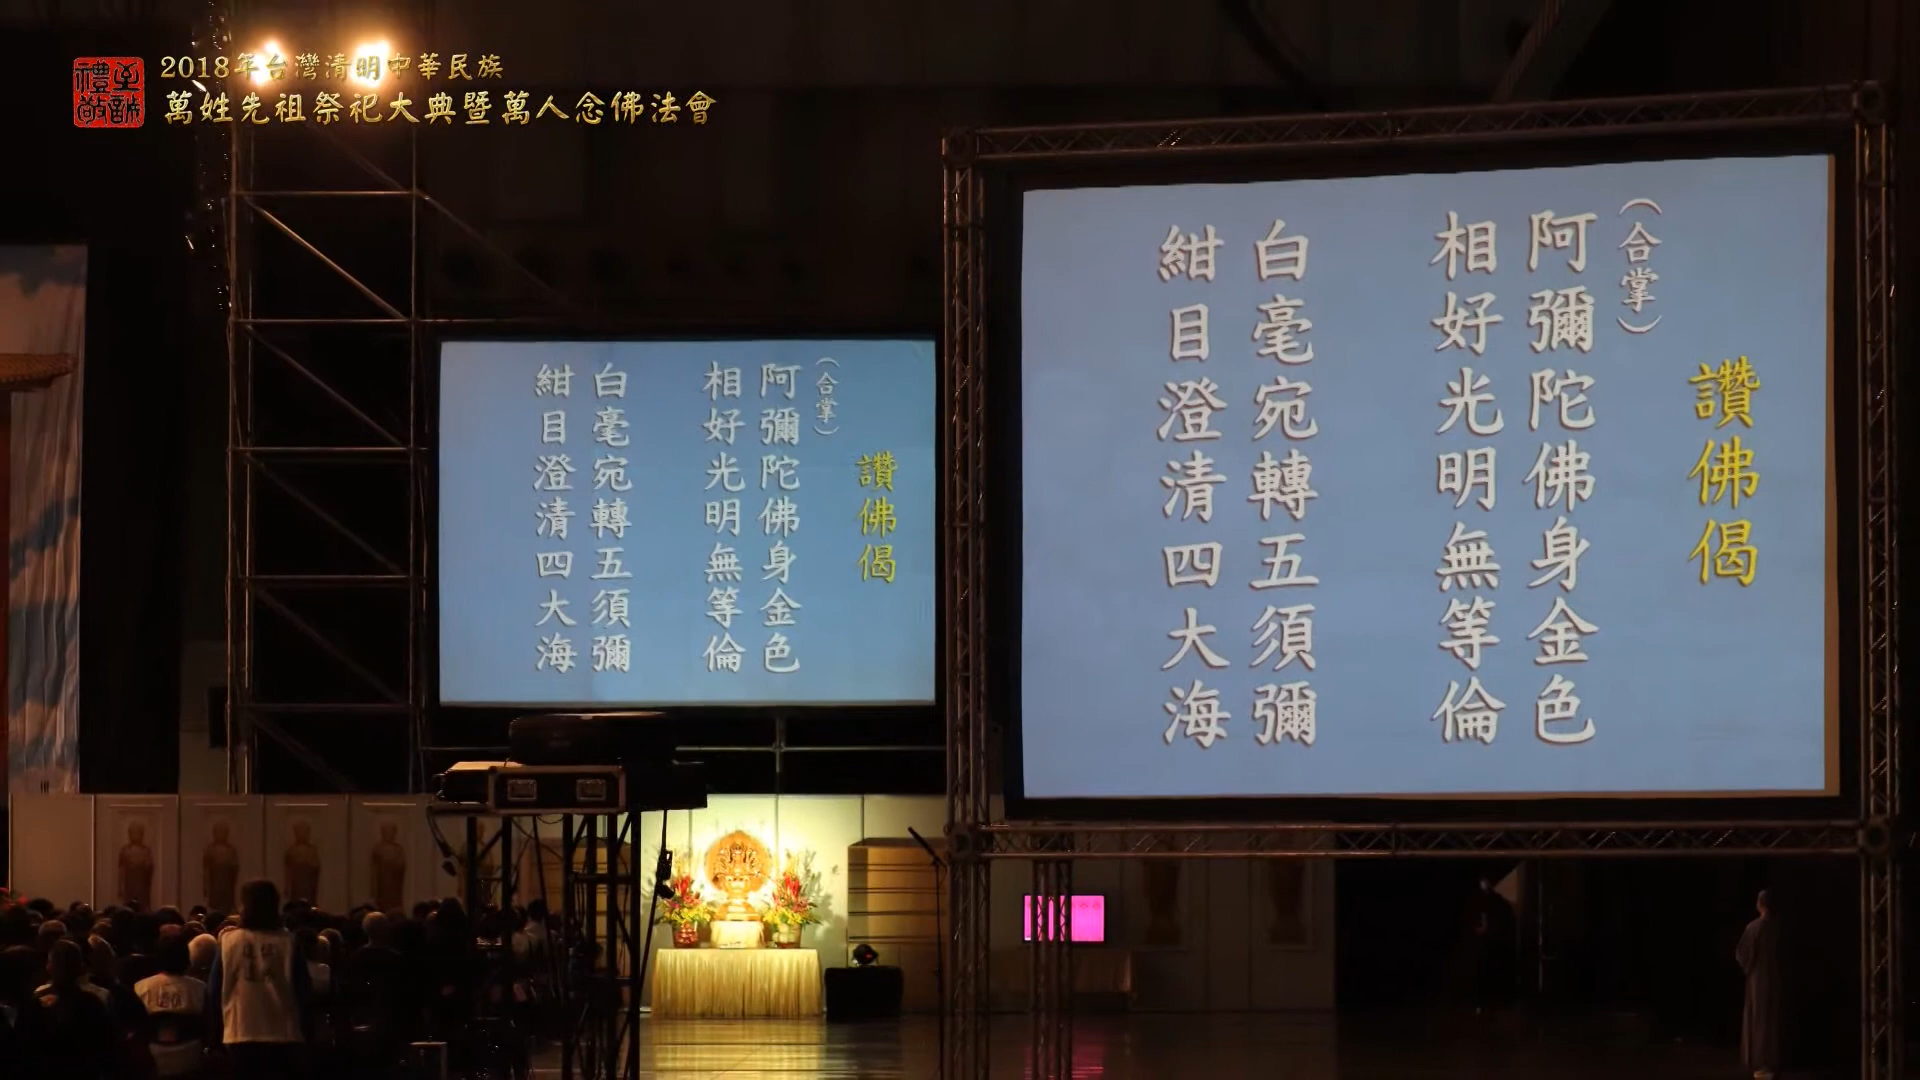 至誠
禮敬
2018年台灣清明中華民族
萬姓先祖祭祀大典暨萬人念佛法會
讚佛偈
（合掌）
阿彌陀佛身金色
相好光明無等倫
白毫宛轉五須彌
紺目澄清四大海
讚佛偈
（合掌）
阿彌陀佛身金色
相好光明無等倫
白毫宛轉五須彌
紺目澄清四大海